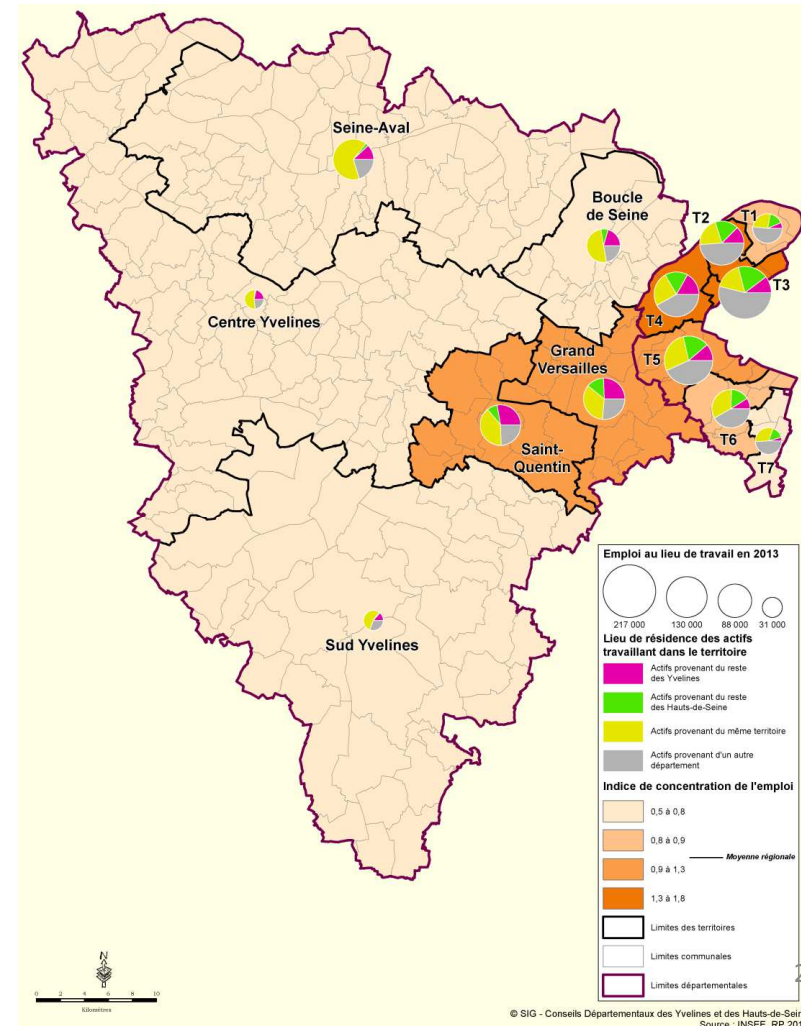 Seine-Aval
Boucle
de Seine
T2
T1
T3
T4
Centre Yvelines
Grand
Versailles
T5
Saint-
Quentin
T6
T7
Sud Yvelines
Emploi au lieu de travail en 2013
217 000
130 000
88 000
31 000
Lieu de résidence des actifs
travaillant dans le territoire
Actifs provenant du reste
des Yvelines
Actifs provenant du reste
des Hauts-de-Seine
Actifs provenant du même territoire
Actifs provenant d'un autre
département
Indice de concentration de l'emploi
0,5 à 0,8
0,8 à 0,9
Moyenne régionale
0,9 à 1,3
1,3 à 1,8
Limites des territoires
Limites communales
Limites départementales
N
0 2 4 6 8 10
Kilomètres
© SIG - Conseils Départementaux des Yvelines et des Hauts-de-Sein
Source : INSEE, RP 201